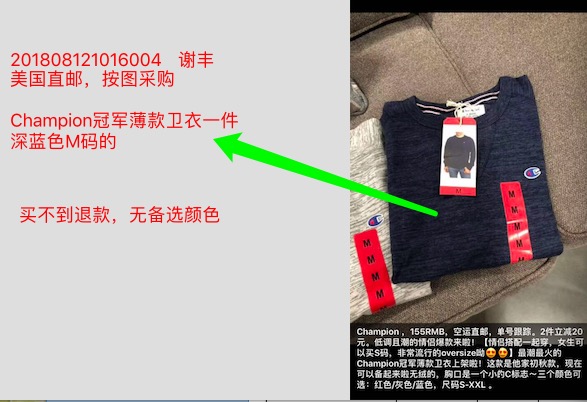 201808121016004 谢丰
美国直邮，按图采购
Champion冠军薄款卫衣一件
深蓝色M码的
买不到退款，无备选颜色
M
M
M
M
M
M
M
M
M
M
Champion ，155RMB，空运直邮，单号跟踪。2件立减20
元。低调且潮的情侣爆款来啦！【情侣搭配一起穿，女生可
以买S码，非常流行的oversize呦😍😍】最潮最火的
Champion冠军薄款卫衣上架啦！这款是他家初秋款，现在
可以备起来啦无绒的，胸口是一个小约C标志～三个颜色可
选：红色/灰色/蓝色，尺码S-XXL 。